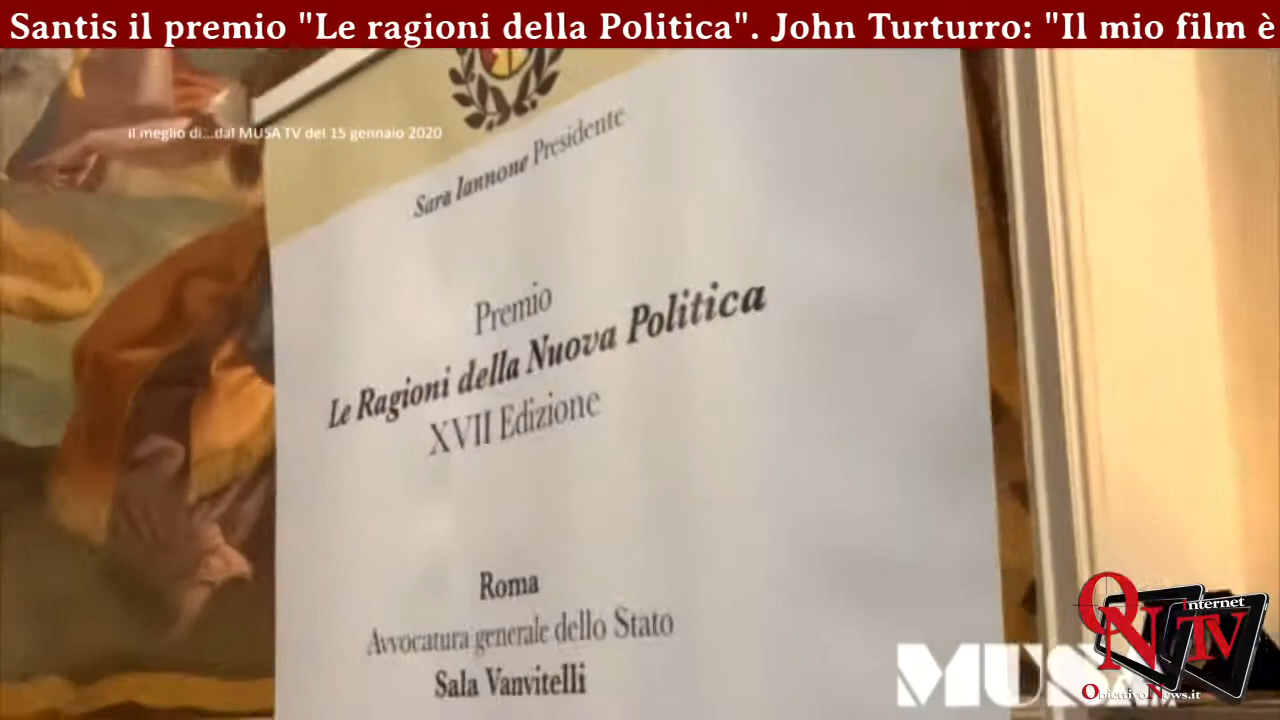 Santis il premio "Le ragioni della Politica". John Turturro: "Il mio film è
il meglio di...dal MUSA TV del 15 gennaio 2020
Sara Iannone Presidente
Premio
Le Ragioni della Nuova Politica
XVII Edizione
Roma
Avvocatura generale dello Stato
Sala Vanvitelli
MUSA
ON
Internet
TV
ObiettivoNews.it